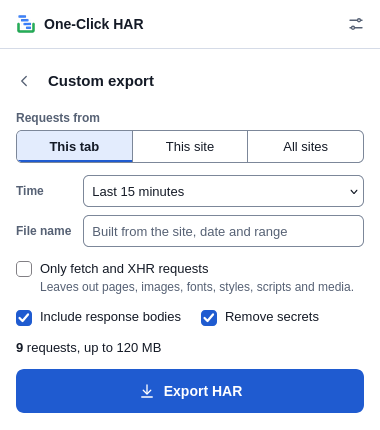 One-Click HAR
Custom export
Requests from
This tab
This site
All sites
Time
Last 15 minutes
File name
Built from the site, date and range
Only fetch and XHR requests
Leaves out pages, images, fonts, styles, scripts and media.
Include response bodies
Remove secrets
9 requests, up to 120 MB
Export HAR